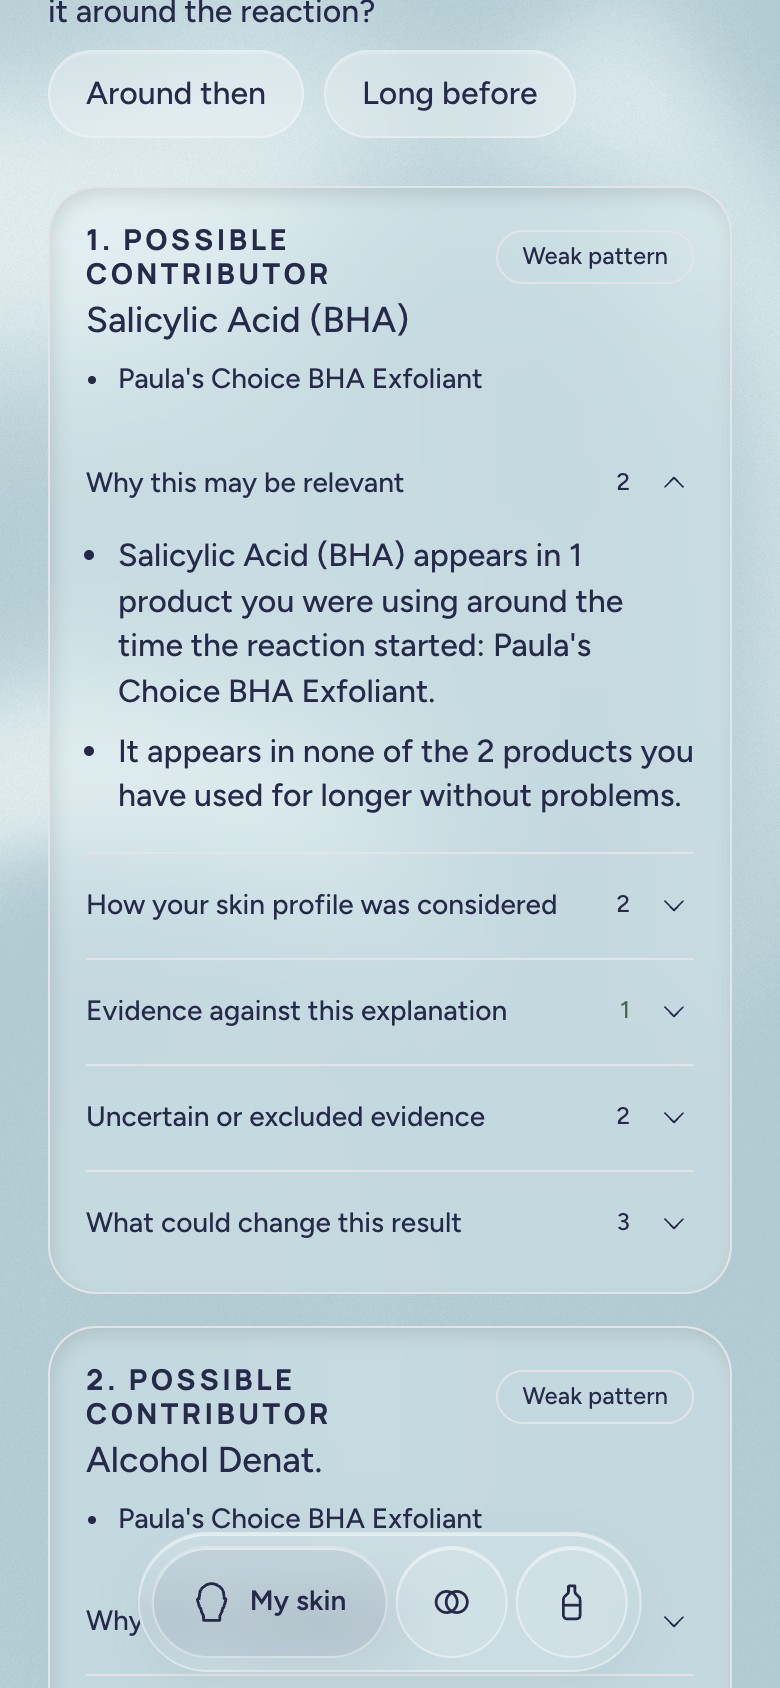 it around the reaction?
Around then
Long before
1. POSSIBLE
CONTRIBUTOR
Weak pattern
Salicylic Acid (BHA)
• Paula's Choice BHA Exfoliant
Why this may be relevant 2
• Salicylic Acid (BHA) appears in 1
product you were using around the
time the reaction started: Paula's
Choice BHA Exfoliant.
• It appears in none of the 2 products you
have used for longer without problems.
How your skin profile was considered 2
Evidence against this explanation 1
Uncertain or excluded evidence 2
What could change this result 3
2. POSSIBLE
CONTRIBUTOR
Weak pattern
Alcohol Denat.
• Paula's Choice BHA Exfoliant
Why
My skin